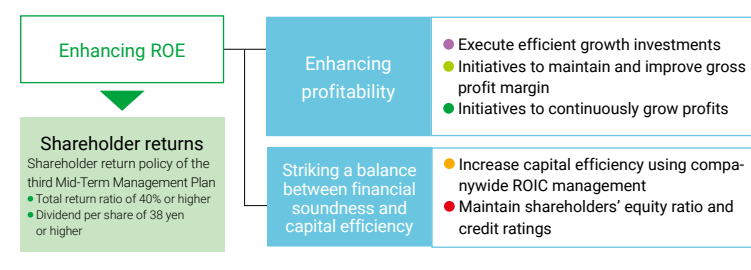 Enhancing ROE
Shareholder returns
Shareholder return policy of the
third Mid-Term Management Plan
● Total return ratio of 40% or higher
● Dividend per share of 38 yen
or higher
Enhancing
profitability
● Execute efficient growth investments
● Initiatives to maintain and improve gross
profit margin
● Initiatives to continuously grow profits
Striking a balance
between financial
soundness and
capital efficiency
● Increase capital efficiency using compa-
nywide ROIC management
● Maintain shareholders’ equity ratio and
credit ratings